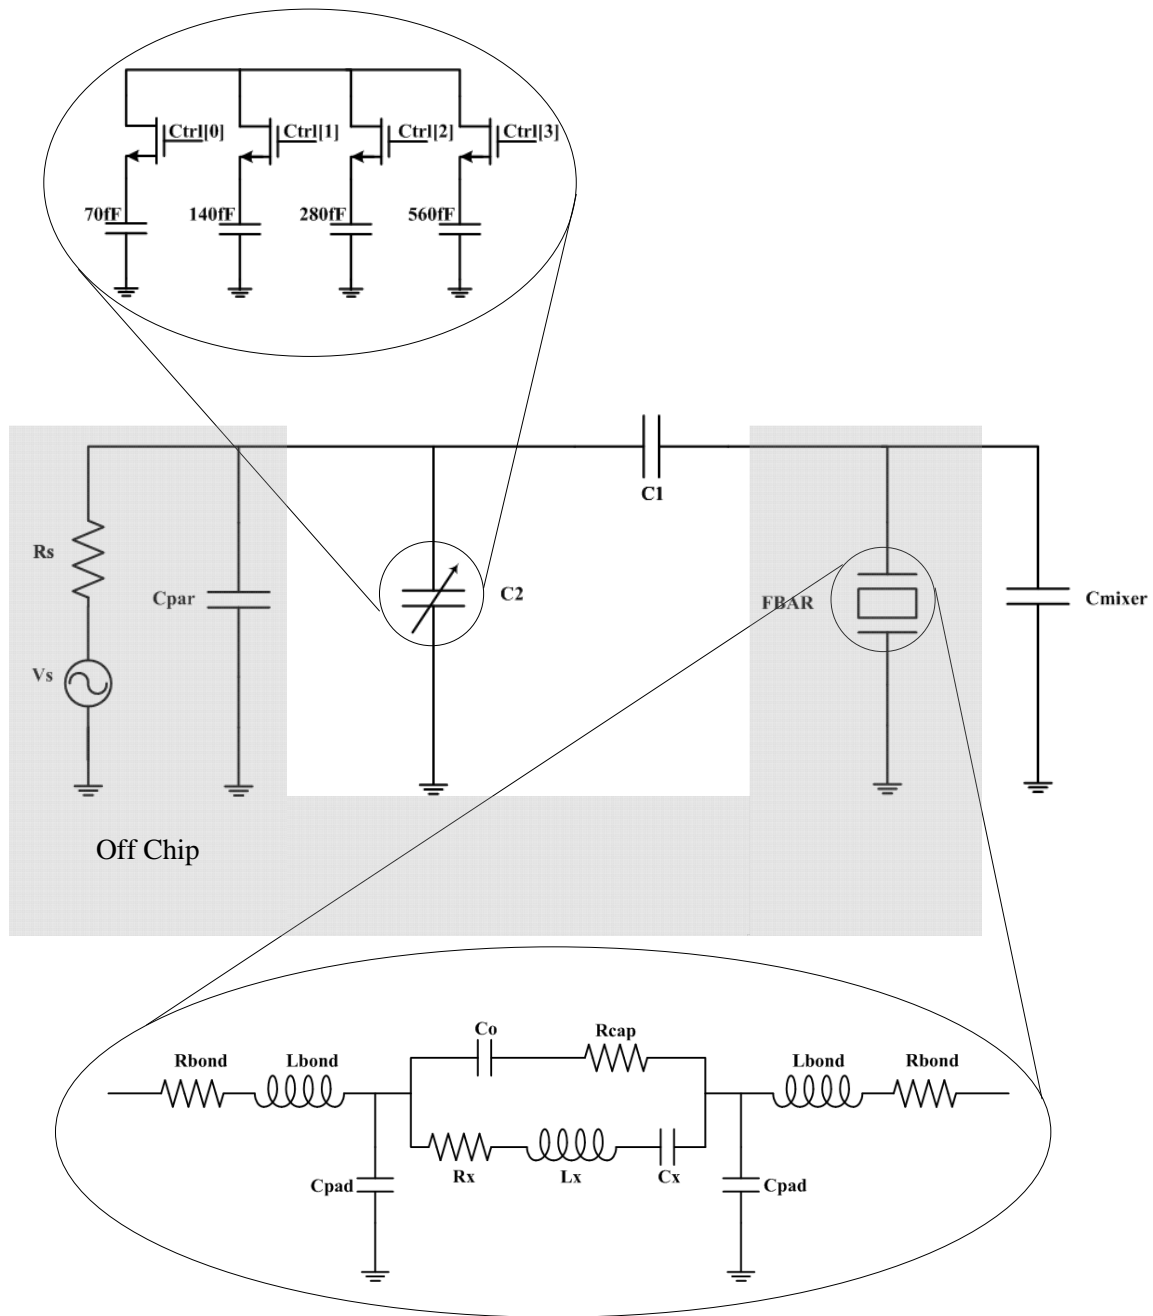 Ctrl[0] Ctrl[1] Ctrl[2] Ctrl[3]
70fF 140fF 280fF 560fF
C1
Rs
Cpar
C2
FBAR
Cmixer
Vs
Off Chip
Co
Rcap
Rbond
Lbond
Lbond
Rbond
Rx
Lx
Cx
Cpad
Cpad